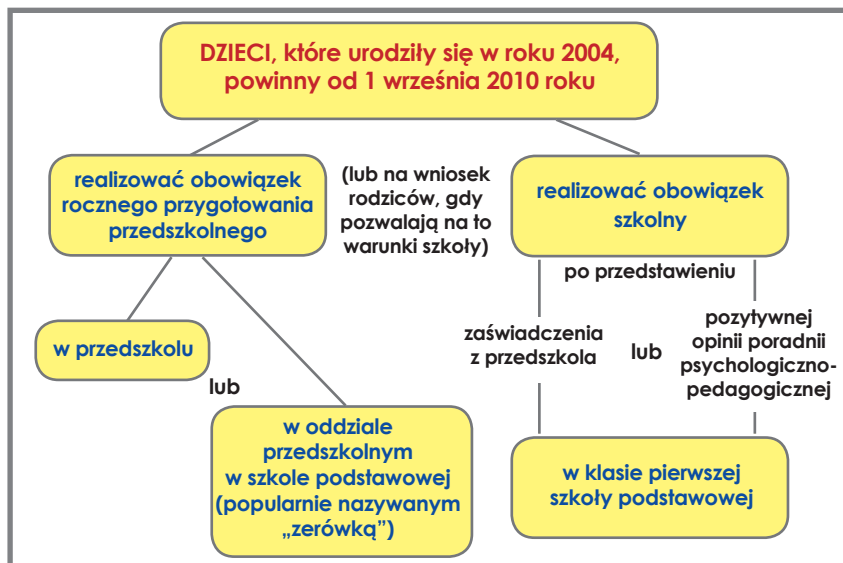 DZIECI, które urodziły się w roku 2004,
powinny od 1 września 2010 roku
realizować obowiązek
rocznego przygotowania
przedszkolnego
(lub na wniosek
rodziców, gdy
pozwalają na to
warunki szkoły)
realizować obowiązek
szkolny
po przedstawieniu
w przedszkolu
lub
w oddziale
przedszkolnym
w szkole podstawowej
(popularnie nazywanym
„zerówką”)
zaświadczenia
z przedszkola
lub
pozytywnej
opinii poradnii
psychologiczno-
pedagogicznej
w klasie pierwszej
szkoły podstawowej